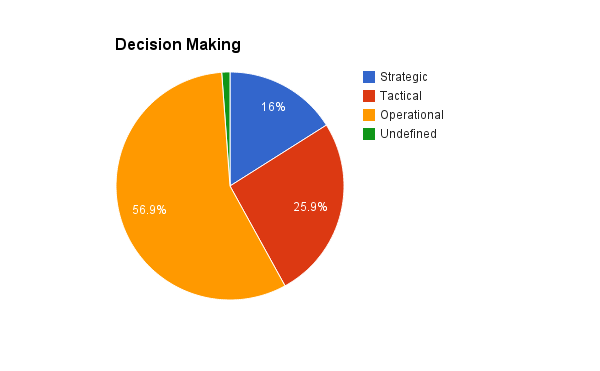 Decision Making
Strategic
Tactical
Operational
Undefined
16%
25.9%
56.9%